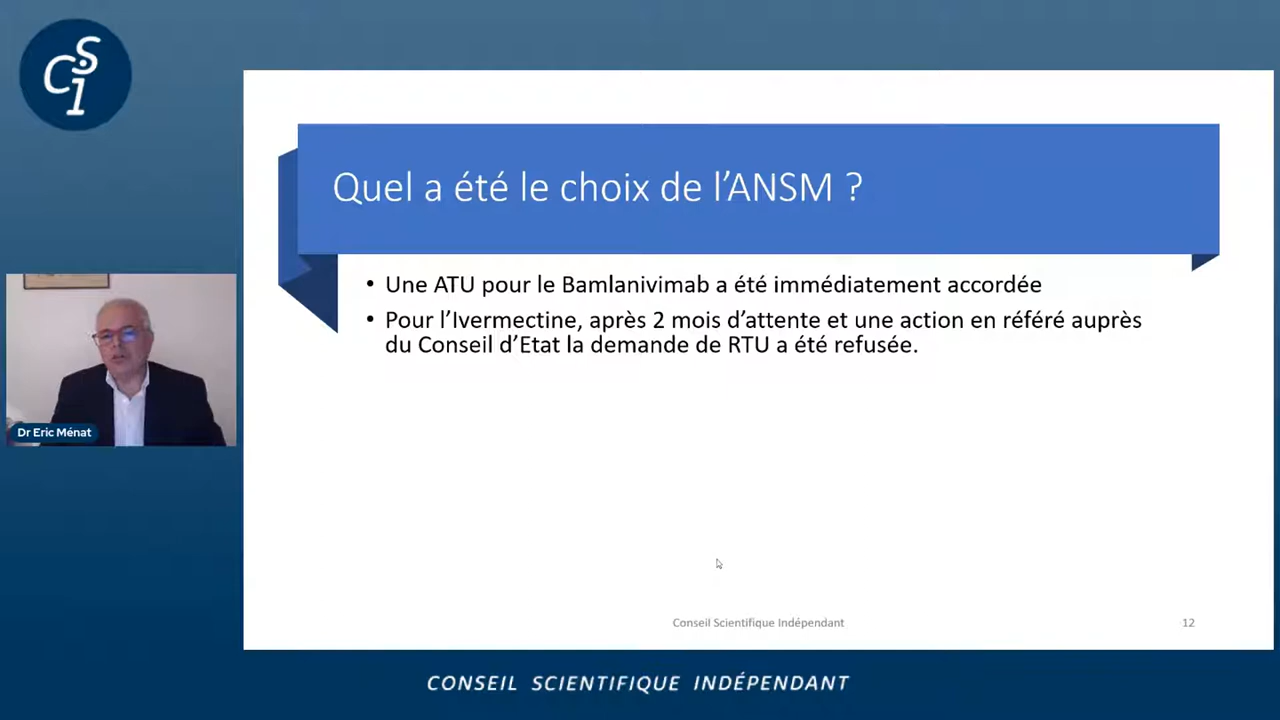 CSI
Quel a été le choix de l’ANSM ?
• Une ATU pour le Bamlanivimab a été immédiatement accordée
• Pour l’Ivermectine, après 2 mois d’attente et une action en référé auprès
du Conseil d’Etat la demande de RTU a été refusée.
Dr Eric Ménat
Conseil Scientifique Indépendant
12
CONSEIL SCIENTIFIQUE INDÉPENDANT